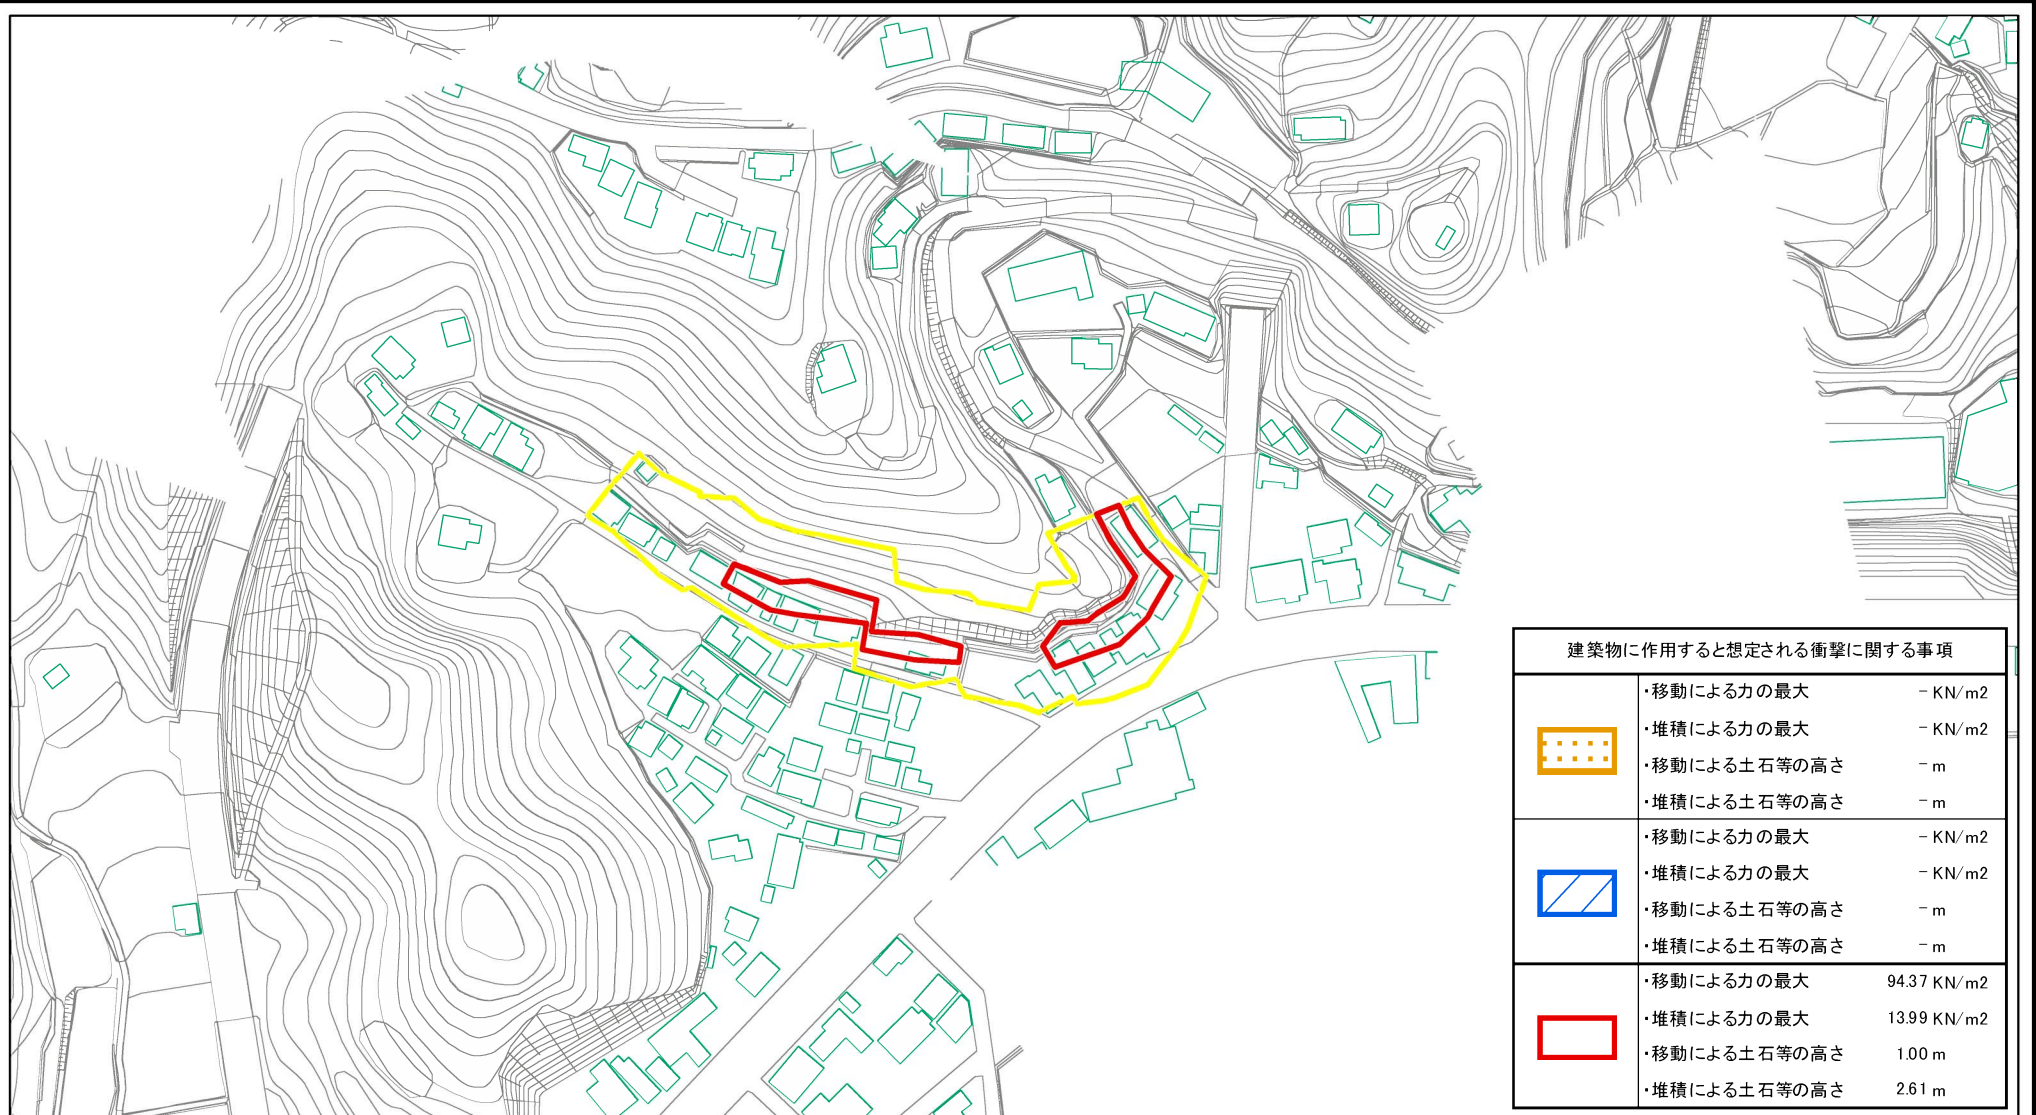 建築物に作用すると想定される衝撃に関する事項
・移動による力の最大 - KN/m2
・堆積による力の最大 - KN/m2
・移動による土石等の高さ - m
・堆積による土石等の高さ - m
・移動による力の最大 - KN/m2
・堆積による力の最大 - KN/m2
・移動による土石等の高さ - m
・堆積による土石等の高さ - m
・移動による力の最大 94.37 KN/m2
・堆積による力の最大 13.99 KN/m2
・移動による土石等の高さ 1.00 m
・堆積による土石等の高さ 2.61 m